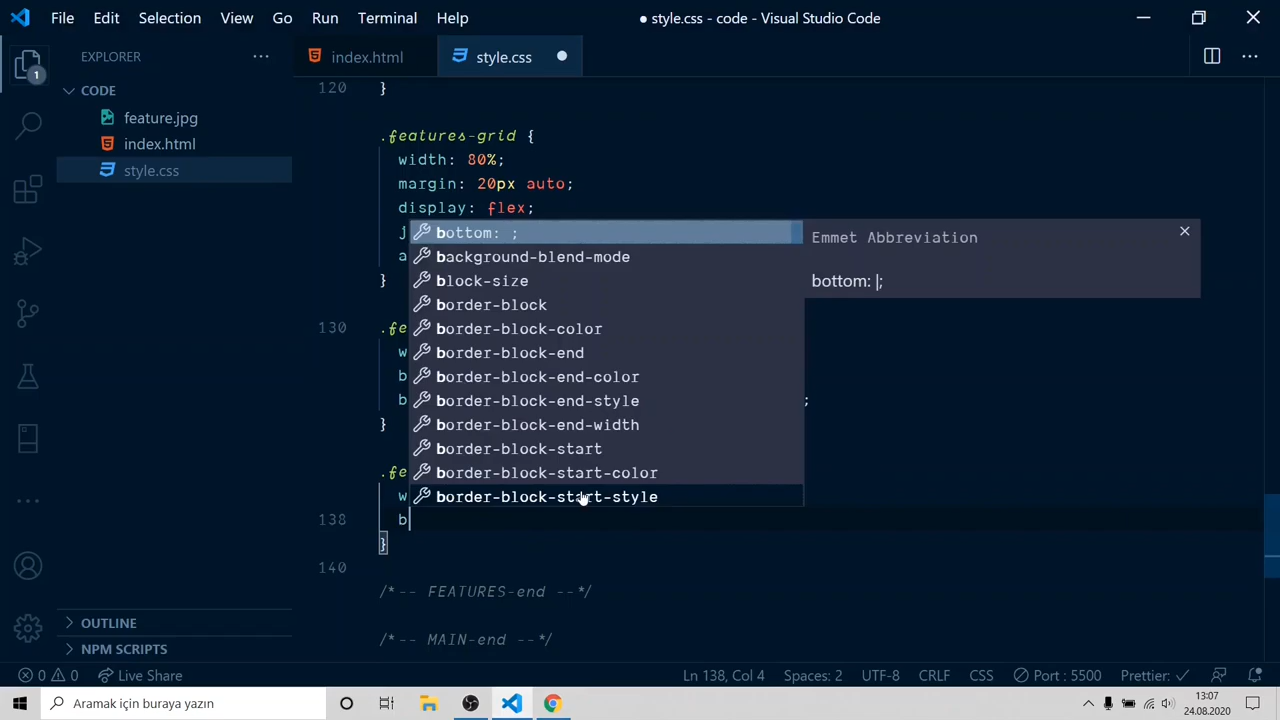 File Edit Selection View Go Run Terminal Help
● style.css - code - Visual Studio Code
EXPLORER ···
index.html
style.css
1
CODE
feature.jpg
index.html
style.css
120 }
.features-grid {
width: 80%;
margin: 20px auto;
display: flex;
j
bottom: ;
Emmet Abbreviation
a
background-blend-mode
}
block-size
bottom: |;
border-block
130 .fe
border-block-color
w
border-block-end
b
border-block-end-color
b
border-block-end-style
;
}
border-block-end-width
border-block-start
.fe
border-block-start-color
w
border-block-start-style
138 b
}
140
/*-- FEATURES-end --*/
/*-- MAIN-end --*/
OUTLINE
NPM SCRIPTS
0 0 Live Share
Ln 138, Col 4 Spaces: 2 UTF-8 CRLF CSS Port : 5500 Prettier: ✓
Aramak için buraya yazın
13:07
24.08.2020